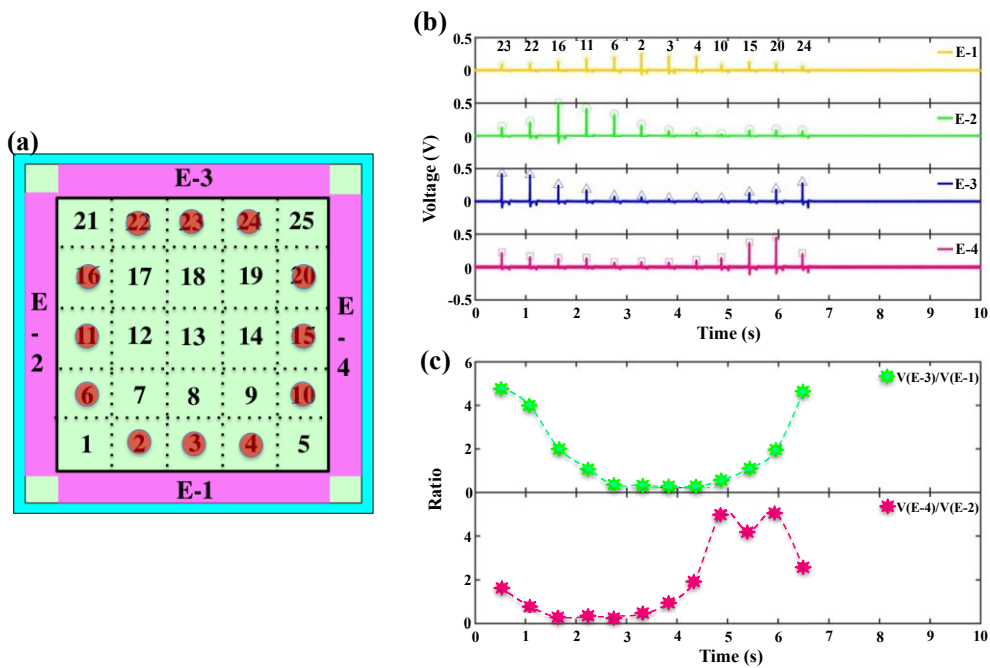 (a)
E-3
21 22 23 24 25
16 17 18 19 20
E-2
11 12 13 14 15
E-4
6 7 8 9 10
1 2 3 4 5
E-1
(b)
0.5
23 22 16 11 6 2 3 4 10 15 20 24
E-1
0
0.5
E-2
0
0.5
E-3
0
0.5
E-4
0
-0.5
Voltage (V)
0 1 2 3 4 5 6 7 8 9 10
Time (s)
(c)
6
V(E-3)/V(E-1)
4
2
0
V(E-4)/V(E-2)
4
2
0
Ratio
0 1 2 3 4 5 6 7 8 9 10
Time (s)